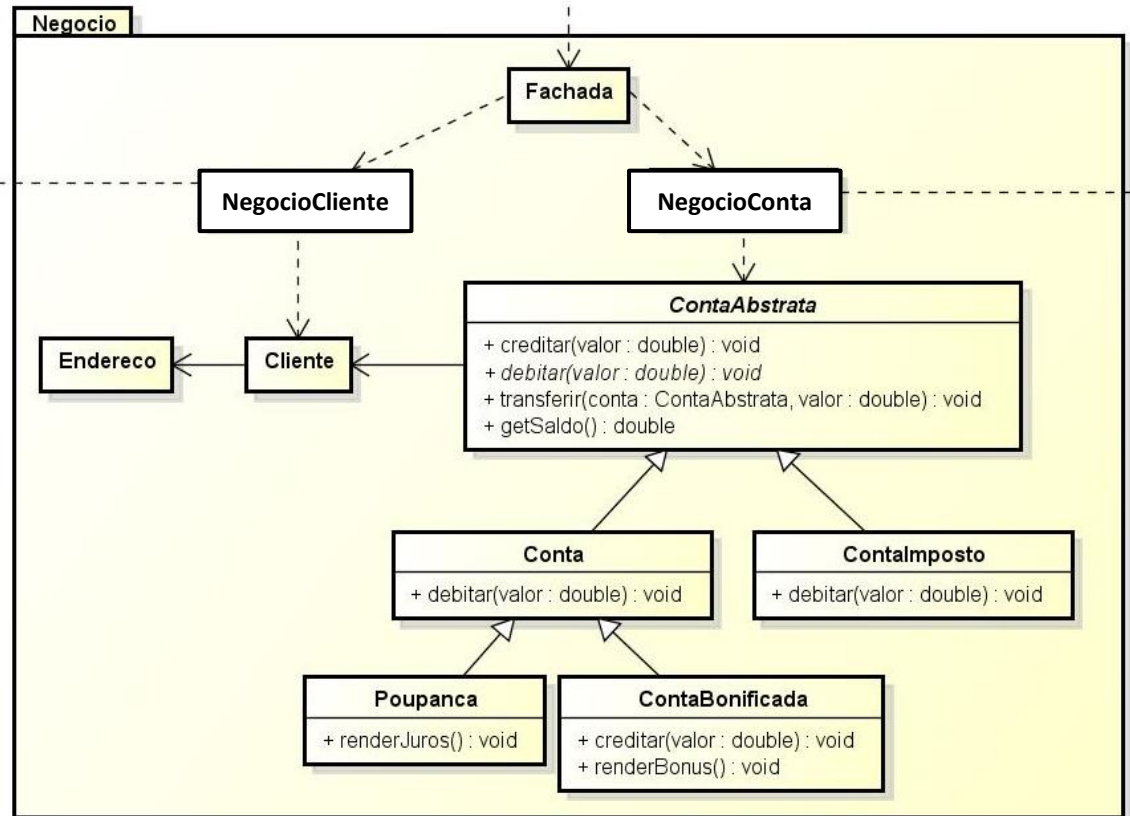 Negocio
Fachada
NegocioCliente
NegocioConta
ContaAbstrata
+ creditar(valor : double) : void
+ debitar(valor : double) : void
+ transferir(conta : ContaAbstrata, valor : double) : void
+ getSaldo() : double
Endereco
Cliente
Conta
+ debitar(valor : double) : void
ContaImposto
+ debitar(valor : double) : void
Poupanca
+ renderJuros() : void
ContaBonificada
+ creditar(valor : double) : void
+ renderBonus() : void